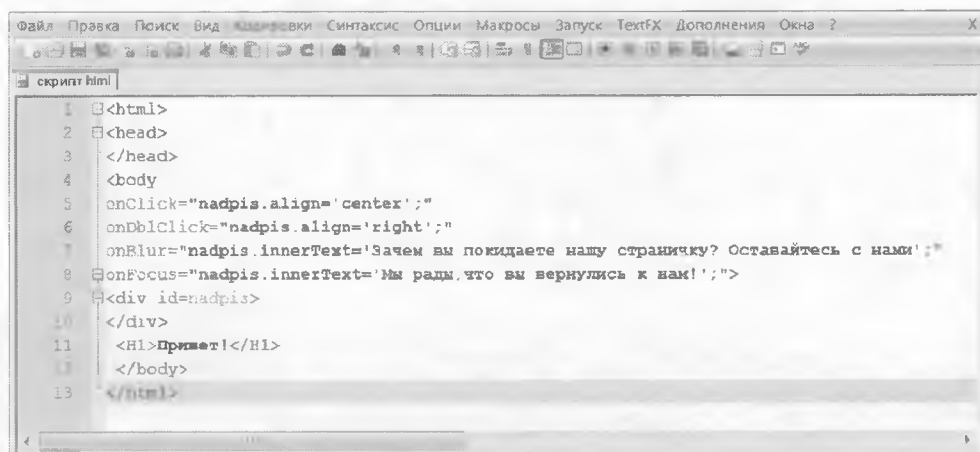 Файл Правка Поиск Вид Кодировки Синтаксис Опции Макросы Запуск TextFX Дополнения Окна ? X
скрипт html
1 <html>
2 <head>
3 </head>
4 <body
5 onClick="nadpis.align='center';"
6 onDblClick="nadpis.align='right';"
7 onBlur="nadpis.innerText='Зачем вы покидаете нашу страничку? Оставайтесь с нами';"
8 onFocus="nadpis.innerText='Мы рады,что вы вернулись к нам!';">
9 <div id=nadpis>
10 </div>
11 <H1>Привет!</H1>
12 </body>
13 </html>